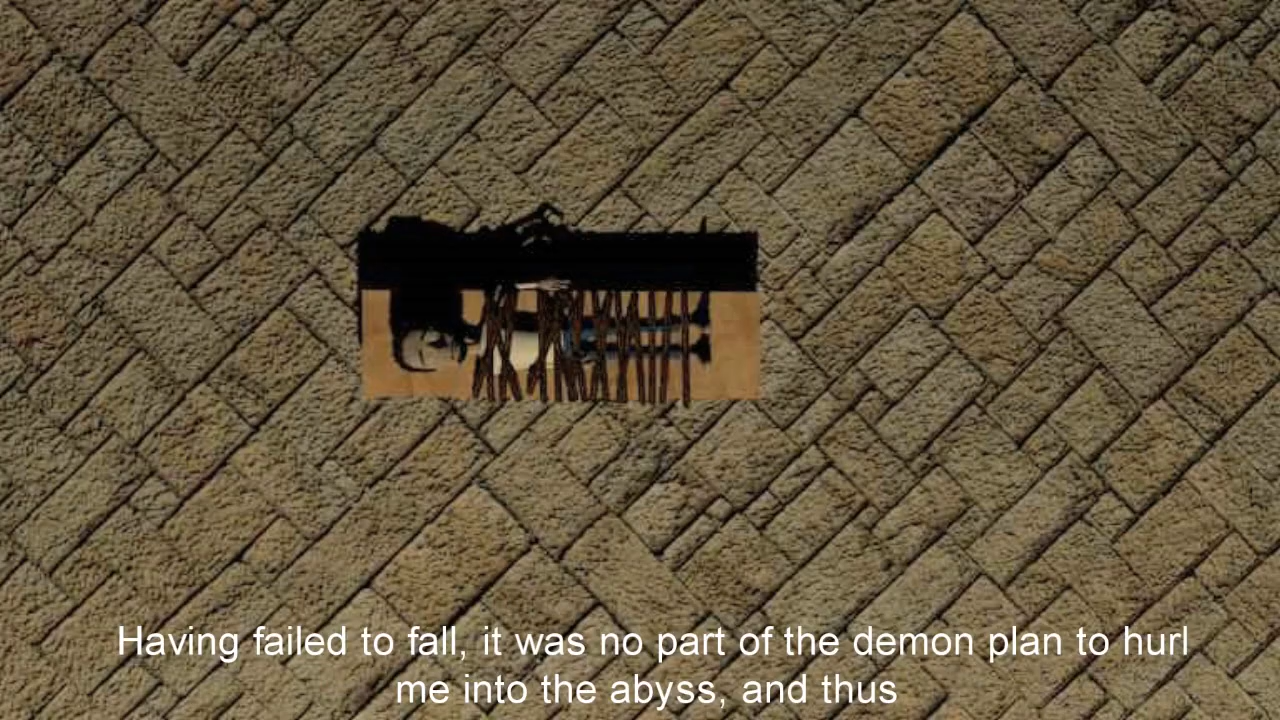 Having failed to fall, it was no part of the demon plan to hurl
me into the abyss, and thus